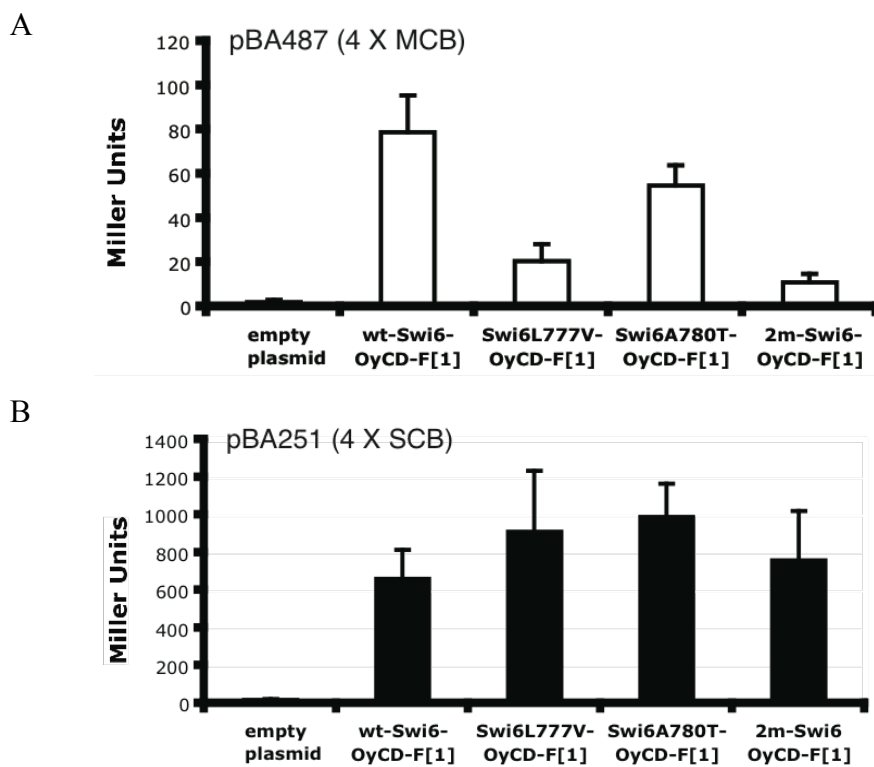 A
pBA487 (4 X MCB)
120
100
80
60
40
20
0
Miller Units
empty plasmid
wt-Swi6-OyCD-F[1]
Swi6L777V-OyCD-F[1]
Swi6A780T-OyCD-F[1]
2m-Swi6-OyCD-F[1]
B
pBA251 (4 X SCB)
1400
1200
1000
800
600
400
200
0
Miller Units
empty plasmid
wt-Swi6-OyCD-F[1]
Swi6L777V-OyCD-F[1]
Swi6A780T-OyCD-F[1]
2m-Swi6 OyCD-F[1]